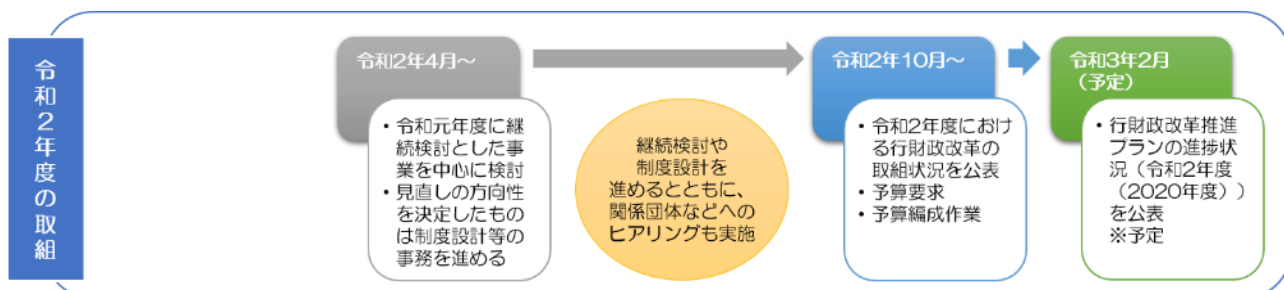 令和2年度の取組
令和2年4月～
・令和元年度に継
続検討とした事
業を中心に検討
・見直しの方向性
を決定したもの
は制度設計等の
事務を進める
継続検討や
制度設計を
進めるとともに、
関係団体などへの
ヒアリングも実施
令和2年10月～
・令和2年度におけ
る行財政改革の
取組状況を公表
・予算要求
・予算編成作業
令和3年2月
（予定）
・行財政改革推進
プランの進捗状
況（令和2年度
（2020年度））
を公表
※予定